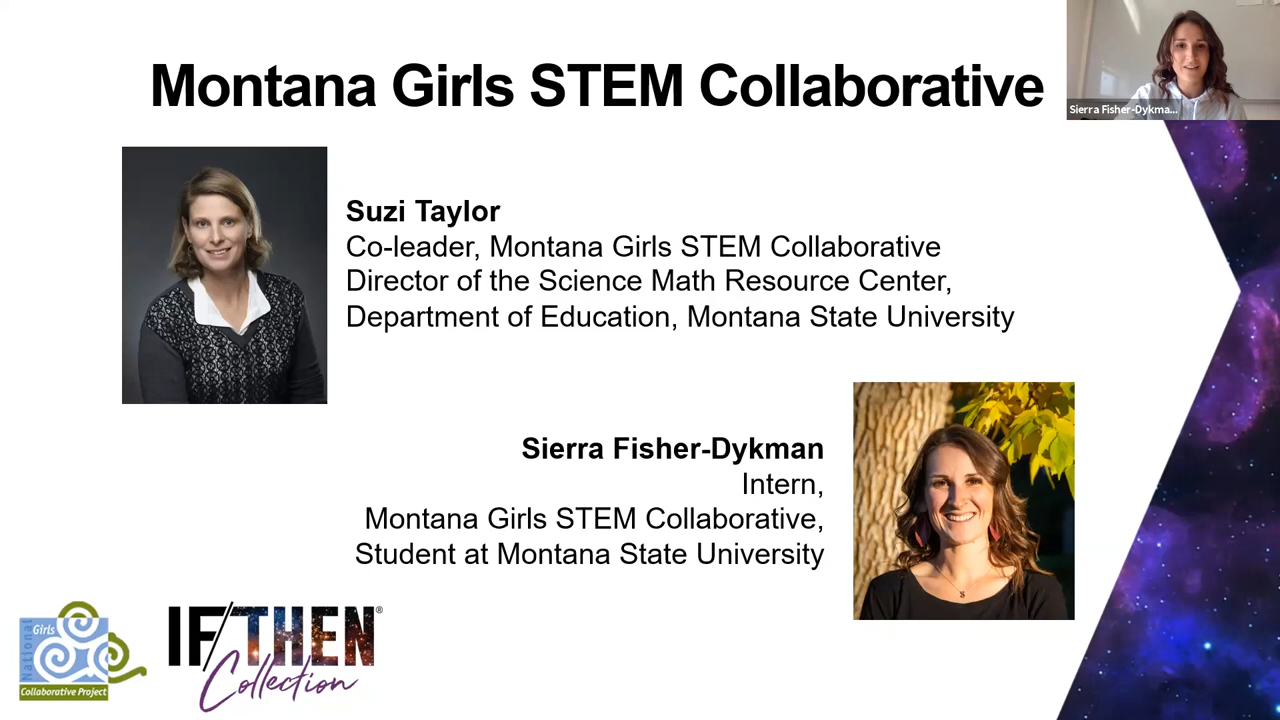 Montana Girls STEM Collaborative
Sierra Fisher-Dykma...
Suzi Taylor
Co-leader, Montana Girls STEM Collaborative
Director of the Science Math Resource Center,
Department of Education, Montana State University
Sierra Fisher-Dykman
Intern,
Montana Girls STEM Collaborative,
Student at Montana State University
National
Girls
Collaborative Project
IF/THEN®
Collection